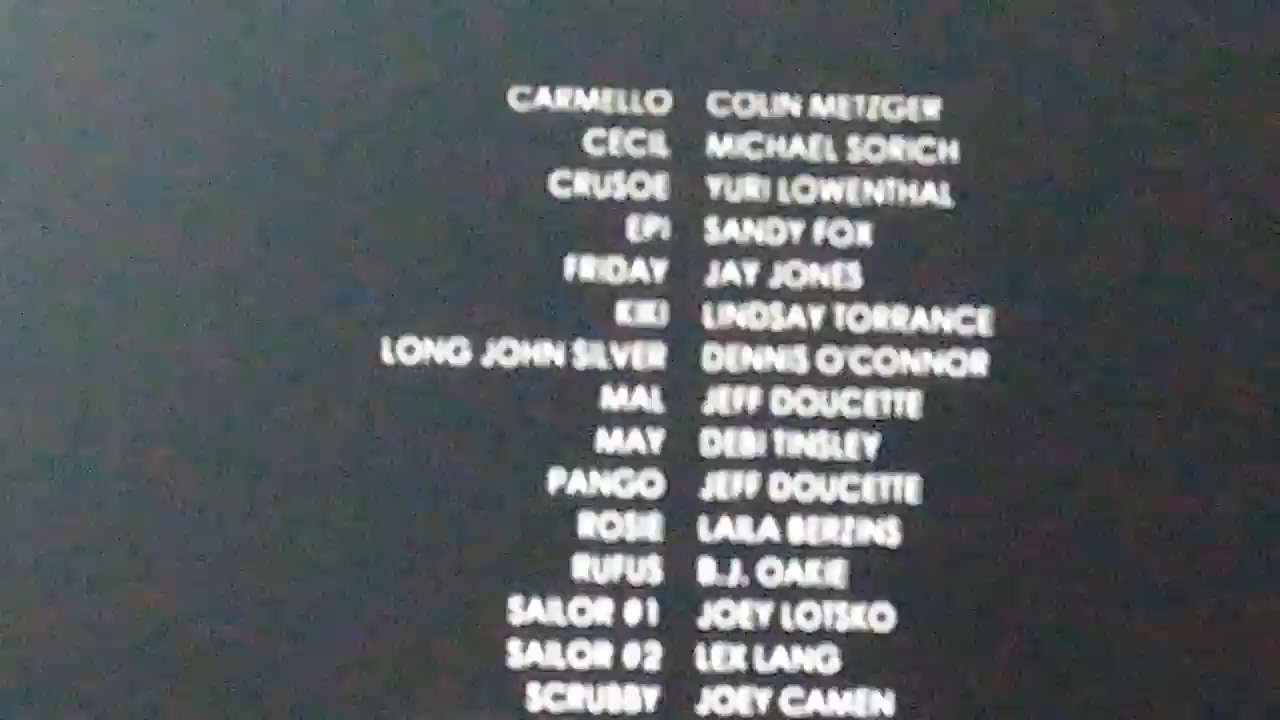 CARMELLO COLIN METZGER
CECIL MICHAEL SORICH
CRUSOE YURI LOWENTHAL
EPI SANDY FOX
FRIDAY JAY JONES
KIKI LINDSAY TORRANCE
LONG JOHN SILVER DENNIS O'CONNOR
MAL JEFF DOUCETTE
MAY DEBI TINSLEY
PANGO JEFF DOUCETTE
ROSIE LAILA BERZINS
RUFUS B.J. OAKIE
SAILOR #1 JOEY LOTSKO
SAILOR #2 LEX LANG
SCRUBBY JOEY CAMEN